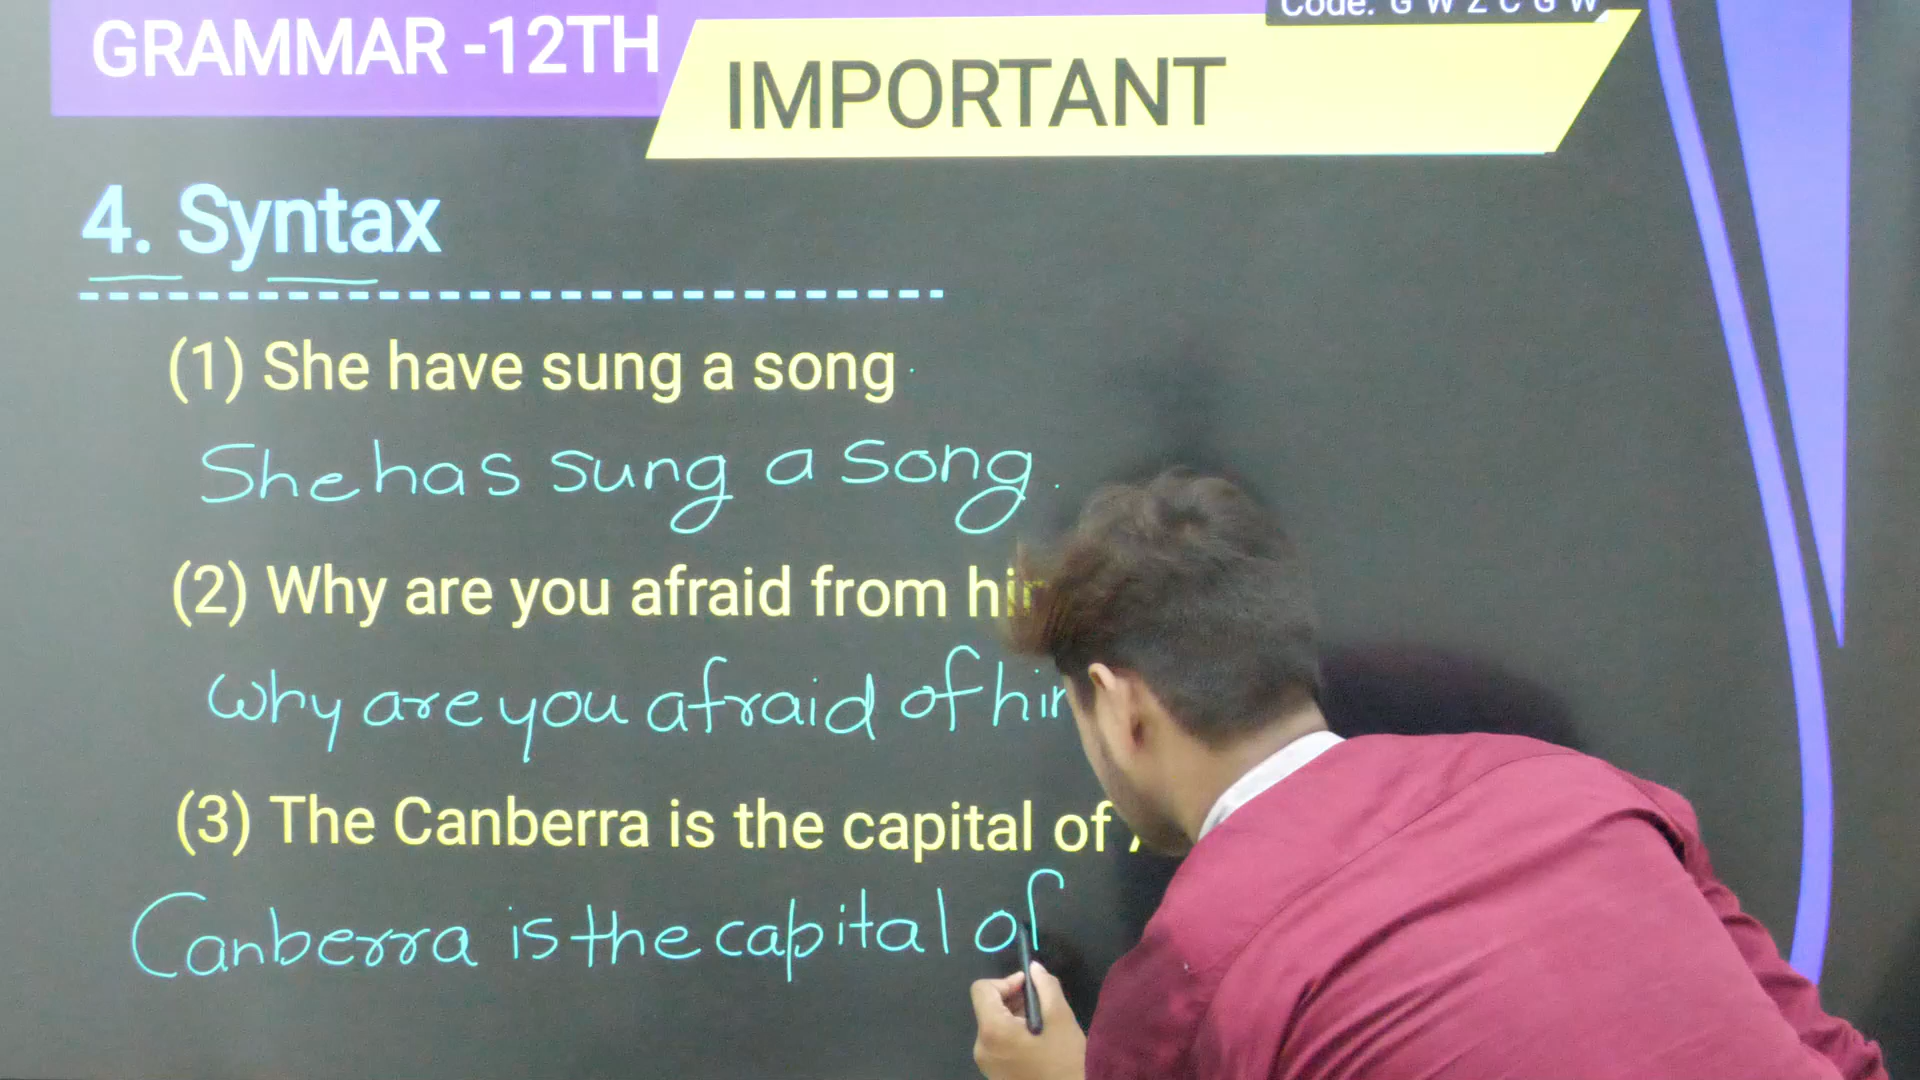 Code: G W Z C G W
GRAMMAR -12TH
IMPORTANT
4. Syntax
(1) She have sung a song
She has sung a song.
(2) Why are you afraid from
Why are you afraid of
(3) The Canberra is the capital of
Canberra is the capital of